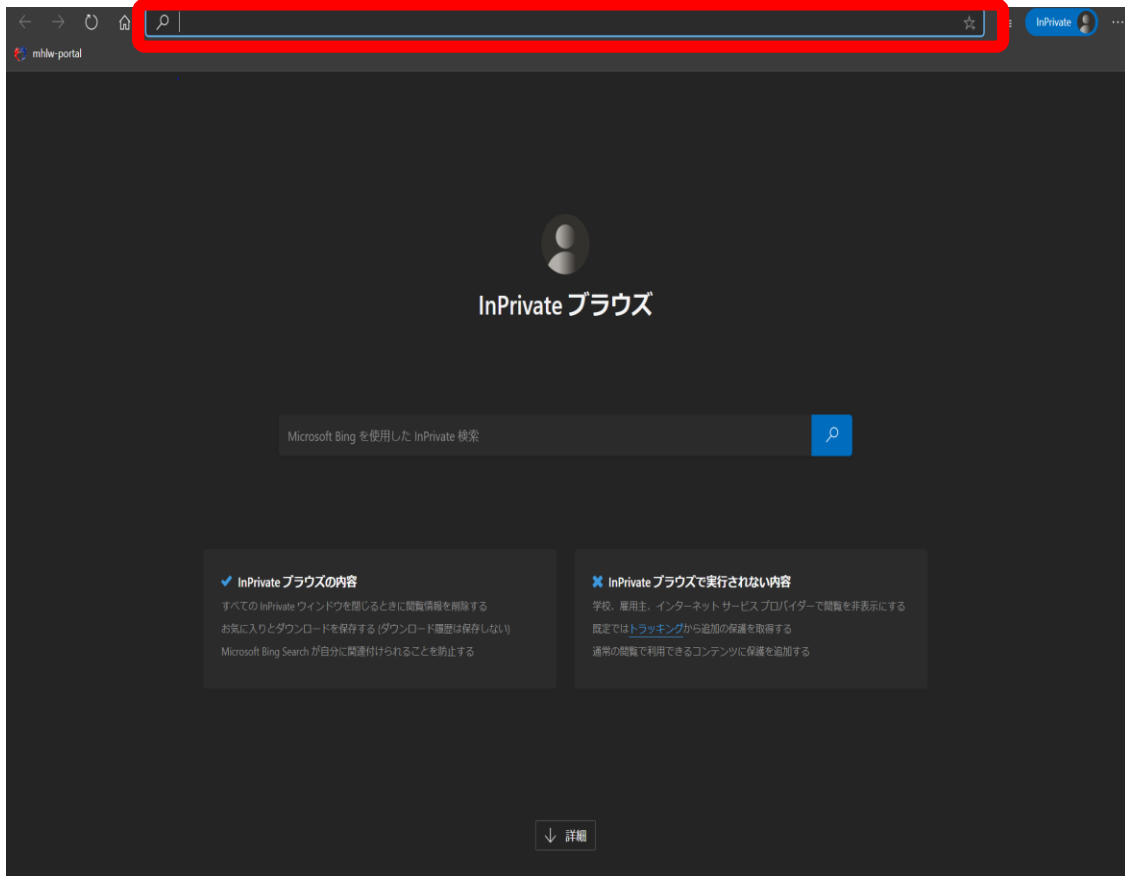 InPrivate
mhlw-portal
InPrivate ブラウズ
Microsoft Bing を使用した InPrivate 検索
InPrivate ブラウズの内容
すべての InPrivate ウィンドウを閉じるときに閲覧情報を削除する
お気に入りとダウンロードを保存する (ダウンロード履歴は保存しない)
Microsoft Bing Search が自分に関連付けられることを防止する
InPrivate ブラウズで実行されない内容
学校、雇用主、インターネット サービス プロバイダーで閲覧を非表示にする
既定ではトラッキングから追加の保護を取得する
通常の閲覧で利用できるコンテンツに保護を追加する
詳細